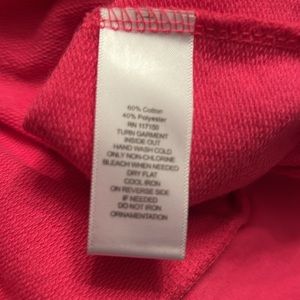 60% Cotton
40% Polyester
RN 117150
TURN GARMENT
INSIDE OUT
HAND WASH COLD
ONLY NON-CHLORINE
BLEACH WHEN NEEDED
DRY FLAT
COOL IRON
ON REVERSE SIDE
IF NEEDED
DO NOT IRON
ORNAMENTATION